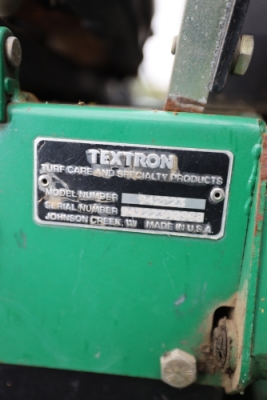 TEXTRON
TURF CARE AND SPECIALTY PRODUCTS
MODEL NUMBER
SERIAL NUMBER
JOHNSON CREEK, WI MADE IN U.S.A.